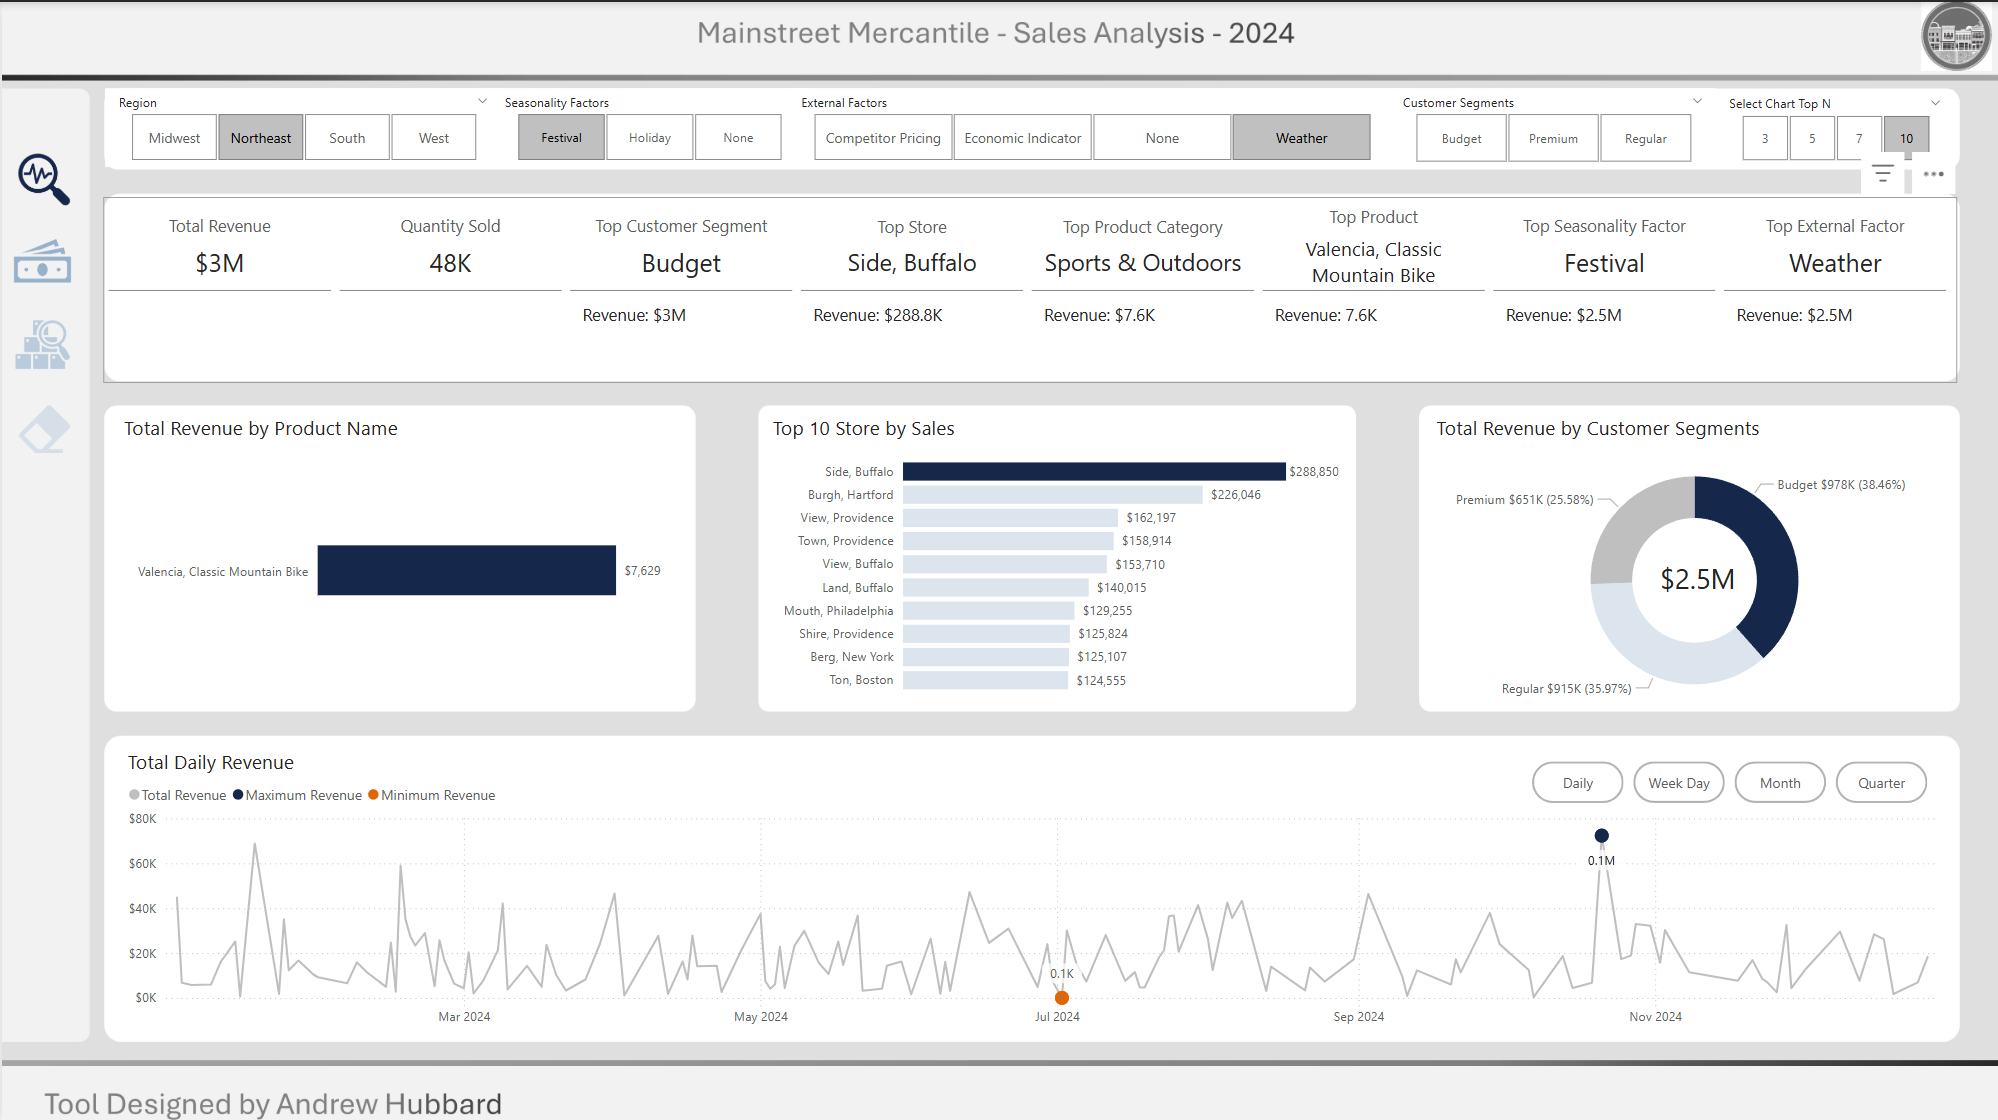 Mainstreet Mercantile - Sales Analysis - 2024
Region
Midwest
Northeast
South
West
Seasonality Factors
Festival
Holiday
None
External Factors
Competitor Pricing
Economic Indicator
None
Weather
Customer Segments
Budget
Premium
Regular
Select Chart Top N
3
5
7
10
Total Revenue
$3M
Quantity Sold
48K
Top Customer Segment
Budget
Revenue: $3M
Top Store
Side, Buffalo
Revenue: $288.8K
Top Product Category
Sports & Outdoors
Revenue: $7.6K
Top Product
Valencia, Classic
Mountain Bike
Revenue: 7.6K
Top Seasonality Factor
Festival
Revenue: $2.5M
Top External Factor
Weather
Revenue: $2.5M
Total Revenue by Product Name
Valencia, Classic Mountain Bike $7,629
Top 10 Store by Sales
Side, Buffalo $288,850
Burgh, Hartford $226,046
View, Providence $162,197
Town, Providence $158,914
View, Buffalo $153,710
Land, Buffalo $140,015
Mouth, Philadelphia $129,255
Shire, Providence $125,824
Berg, New York $125,107
Ton, Boston $124,555
Total Revenue by Customer Segments
Budget $978K (38.46%)
Premium $651K (25.58%)
$2.5M
Regular $915K (35.97%)
Total Daily Revenue
Total Revenue Maximum Revenue Minimum Revenue
Daily
Week Day
Month
Quarter
$80K
$60K
$40K
$20K
$0K
0.1M
0.1K
Mar 2024
May 2024
Jul 2024
Sep 2024
Nov 2024
Tool Designed by Andrew Hubbard